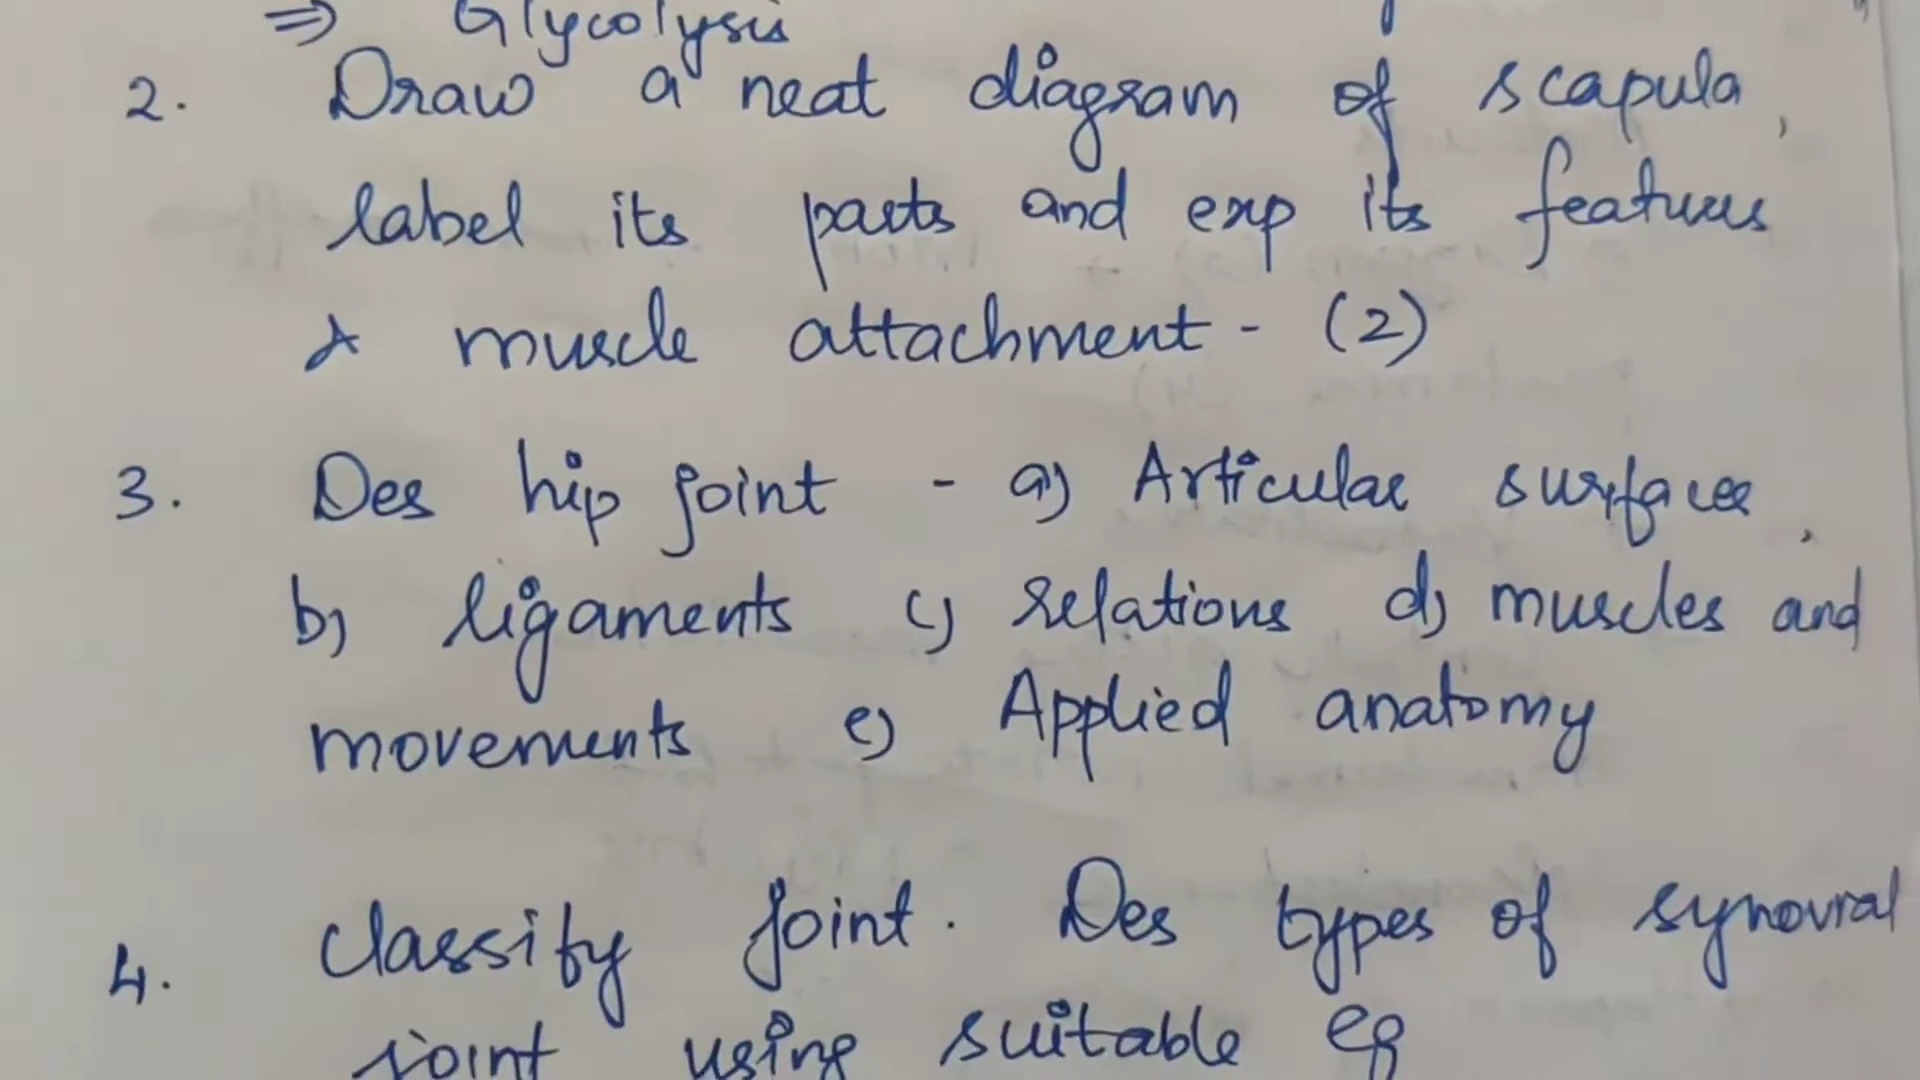 ⇒ Glycolysis
2. Draw a neat diagram of scapula,
label its parts and exp its features
& muscle attachment - (2)
3. Des hip joint - a) Articular surfaces,
b) ligaments c) relations d) muscles and
movements e) Applied anatomy
4. Classify joint. Des types of synovial
joint using suitable eg